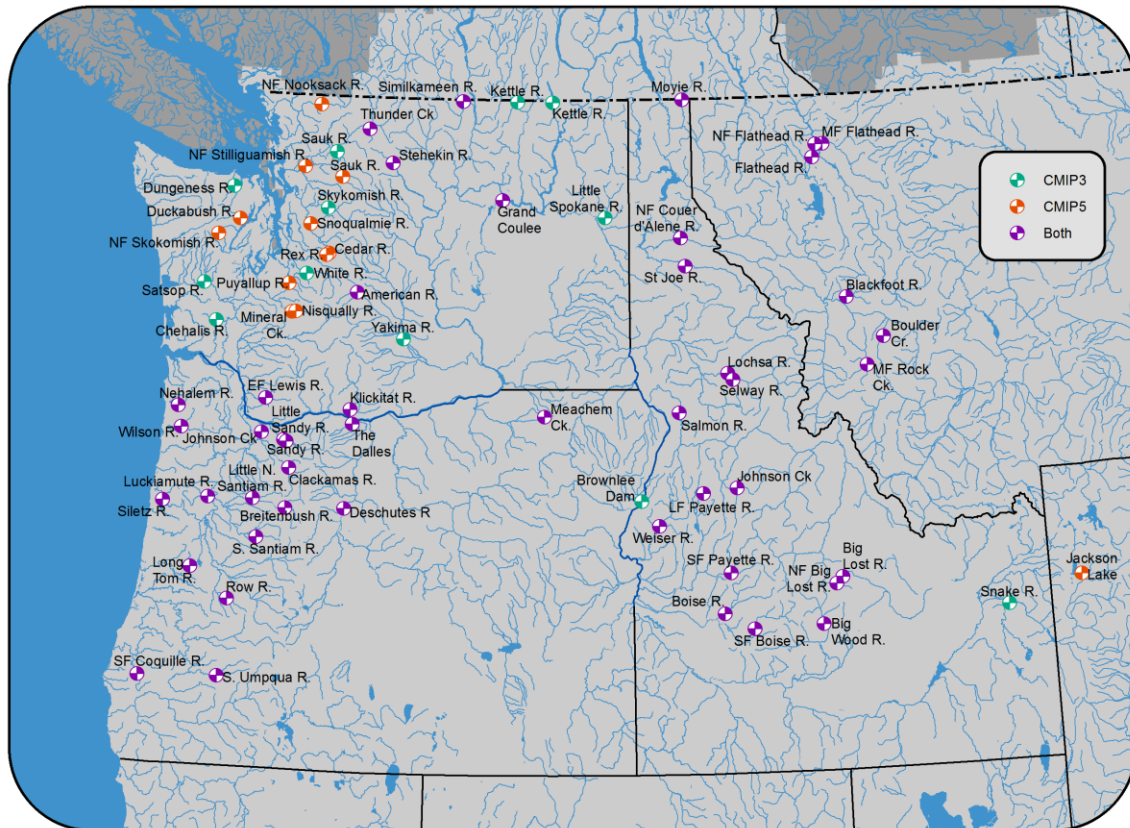 NF Nooksack R.
Similkameen R.
Kettle R.
Kettle R.
Moyie R.
Thunder Ck
Sauk R.
NF Stilliguamish R.
Sauk R.
Stehekin R.
NF Flathead R.
MF Flathead R.
Flathead R.
CMIP3
CMIP5
Both
Dungeness R.
Skykomish R.
Duckabush R.
Snoqualmie R.
Grand
Coulee
Little
Spokane R.
NF Couer
d'Alene R.
NF Skokomish R.
Rex R.
Cedar R.
St Joe R.
White R.
Satsop R.
Puyallup R.
American R.
Blackfoot R.
Chehalis R.
Mineral
Ck.
Nisqually R.
Yakima R.
Boulder
Cr.
MF Rock
Ck.
Lochsa R.
Selway R.
Nehalem R.
EF Lewis R.
Klickitat R.
Wilson R.
Johnson Ck
Little
Sandy R.
Sandy R.
The
Dalles
Meachem
Ck.
Salmon R.
Little N.
Santiam R.
Clackamas R.
Luckiamute R.
Siletz R.
Breitenbush R.
Deschutes R
Brownlee
Dam
Johnson Ck
LF Payette R.
Weiser R.
S. Santiam R.
Long
Tom R.
Row R.
SF Payette R.
Big
Lost R.
NF Big
Lost R.
Jackson
Lake
Snake R.
Boise R.
SF Boise R.
Big
Wood R.
SF Coquille R.
S. Umpqua R.